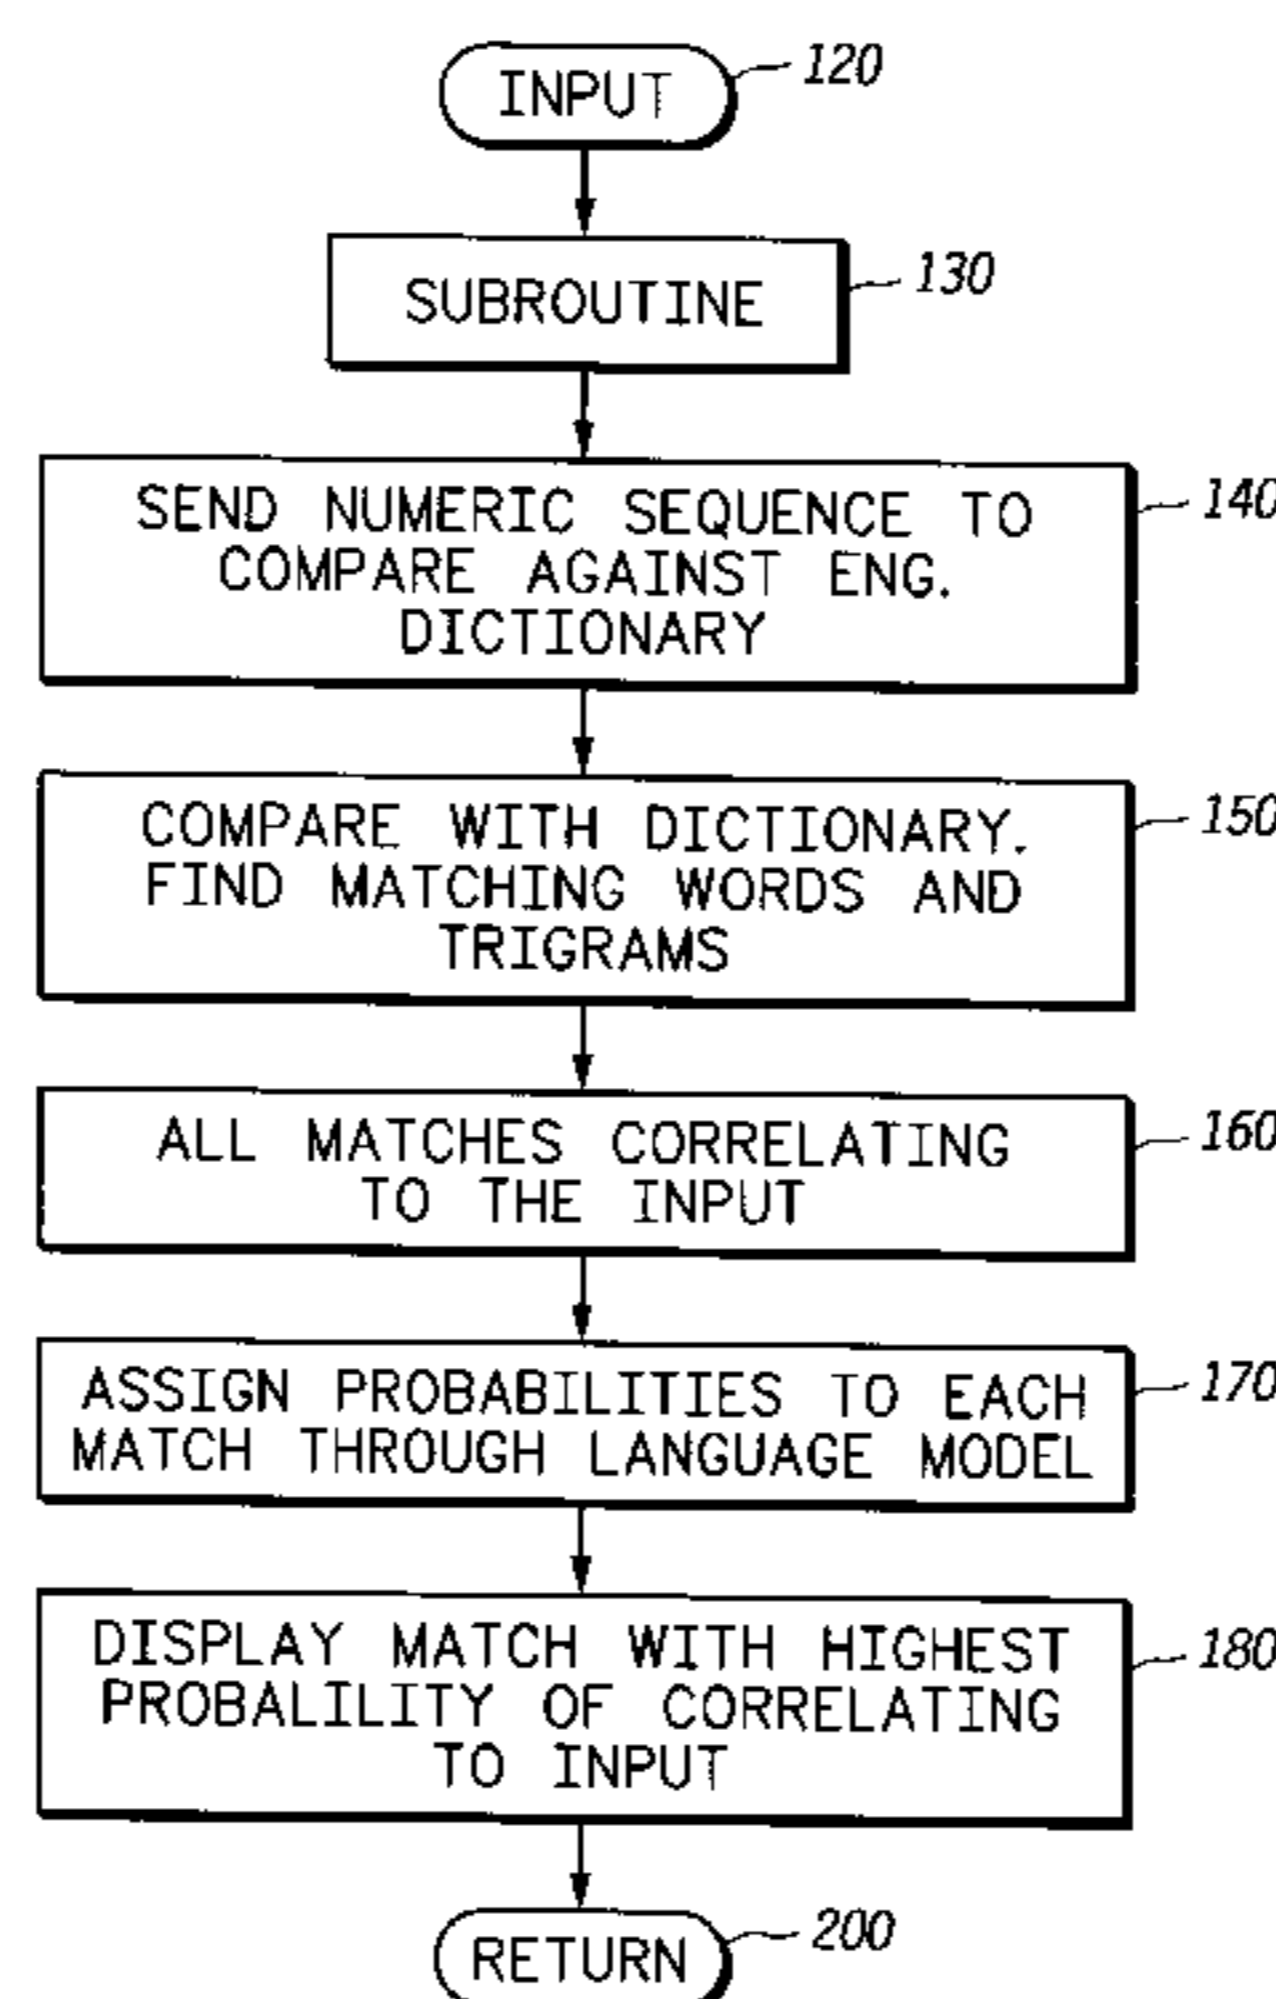 INPUT
120
SUBROUTINE
130
SEND NUMERIC SEQUENCE TO
COMPARE AGAINST ENG.
DICTIONARY
140
COMPARE WITH DICTIONARY.
FIND MATCHING WORDS AND
TRIGRAMS
150
ALL MATCHES CORRELATING
TO THE INPUT
160
ASSIGN PROBABILITIES TO EACH
MATCH THROUGH LANGUAGE MODEL
170
DISPLAY MATCH WITH HIGHEST
PROBALILITY OF CORRELATING
TO INPUT
180
RETURN
200